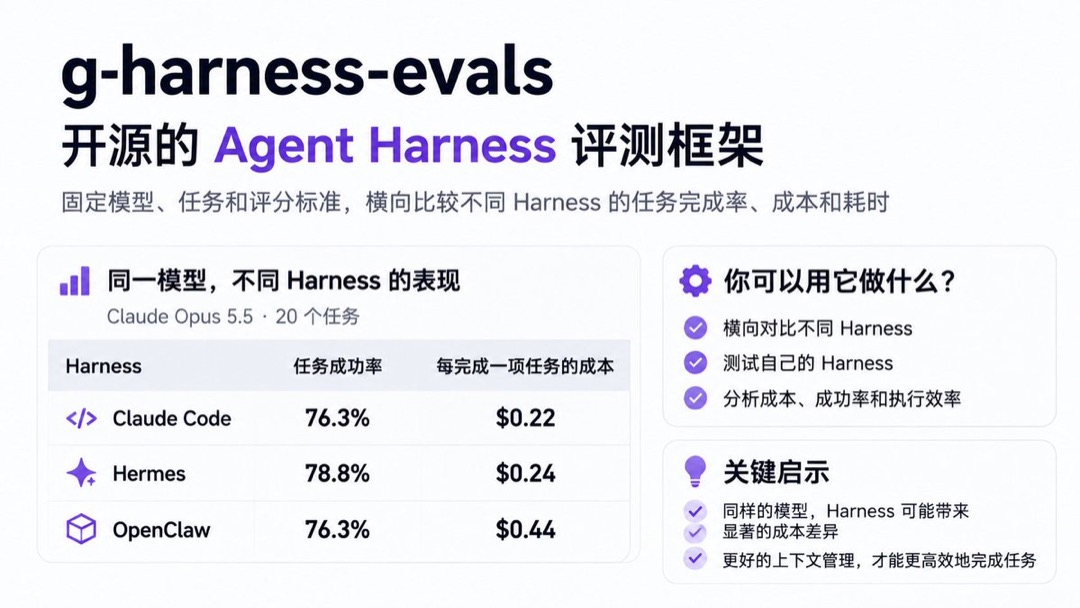 g-harness-evals
开源的 Agent Harness 评测框架
固定模型、任务和评分标准，横向比较不同 Harness 的任务完成率、成本和耗时
同一模型，不同 Harness 的表现
Claude Opus 5.5 · 20 个任务
Harness 任务成功率 每完成一项任务的成本
Claude Code 76.3% $0.22
Hermes 78.8% $0.24
OpenClaw 76.3% $0.44
你可以用它做什么？
横向对比不同 Harness
测试自己的 Harness
分析成本、成功率和执行效率
关键启示
同样的模型，Harness 可能带来
显著的成本差异
更好的上下文管理，才能更高效地完成任务